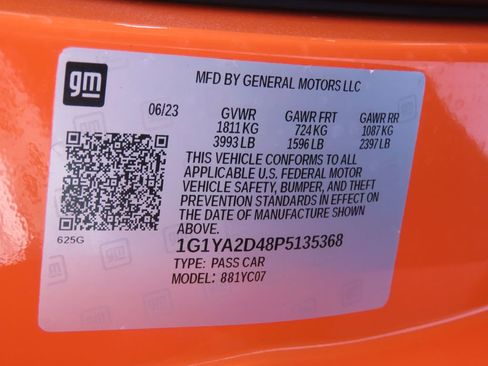 gm
MFD BY GENERAL MOTORS LLC
06/23 GVWR GAWR FRT GAWR RR
1811 KG 724 KG 1087 KG
3993 LB 1596 LB 2397 LB
THIS VEHICLE CONFORMS TO ALL
APPLICABLE U.S. FEDERAL MOTOR
VEHICLE SAFETY, BUMPER, AND THEFT
PREVENTION STANDARDS IN EFFECT ON
THE DATE OF MANUFACTURE SHOWN
ABOVE.
625G
1G1YA2D48P5135368
TYPE: PASS CAR
MODEL: 881YC07